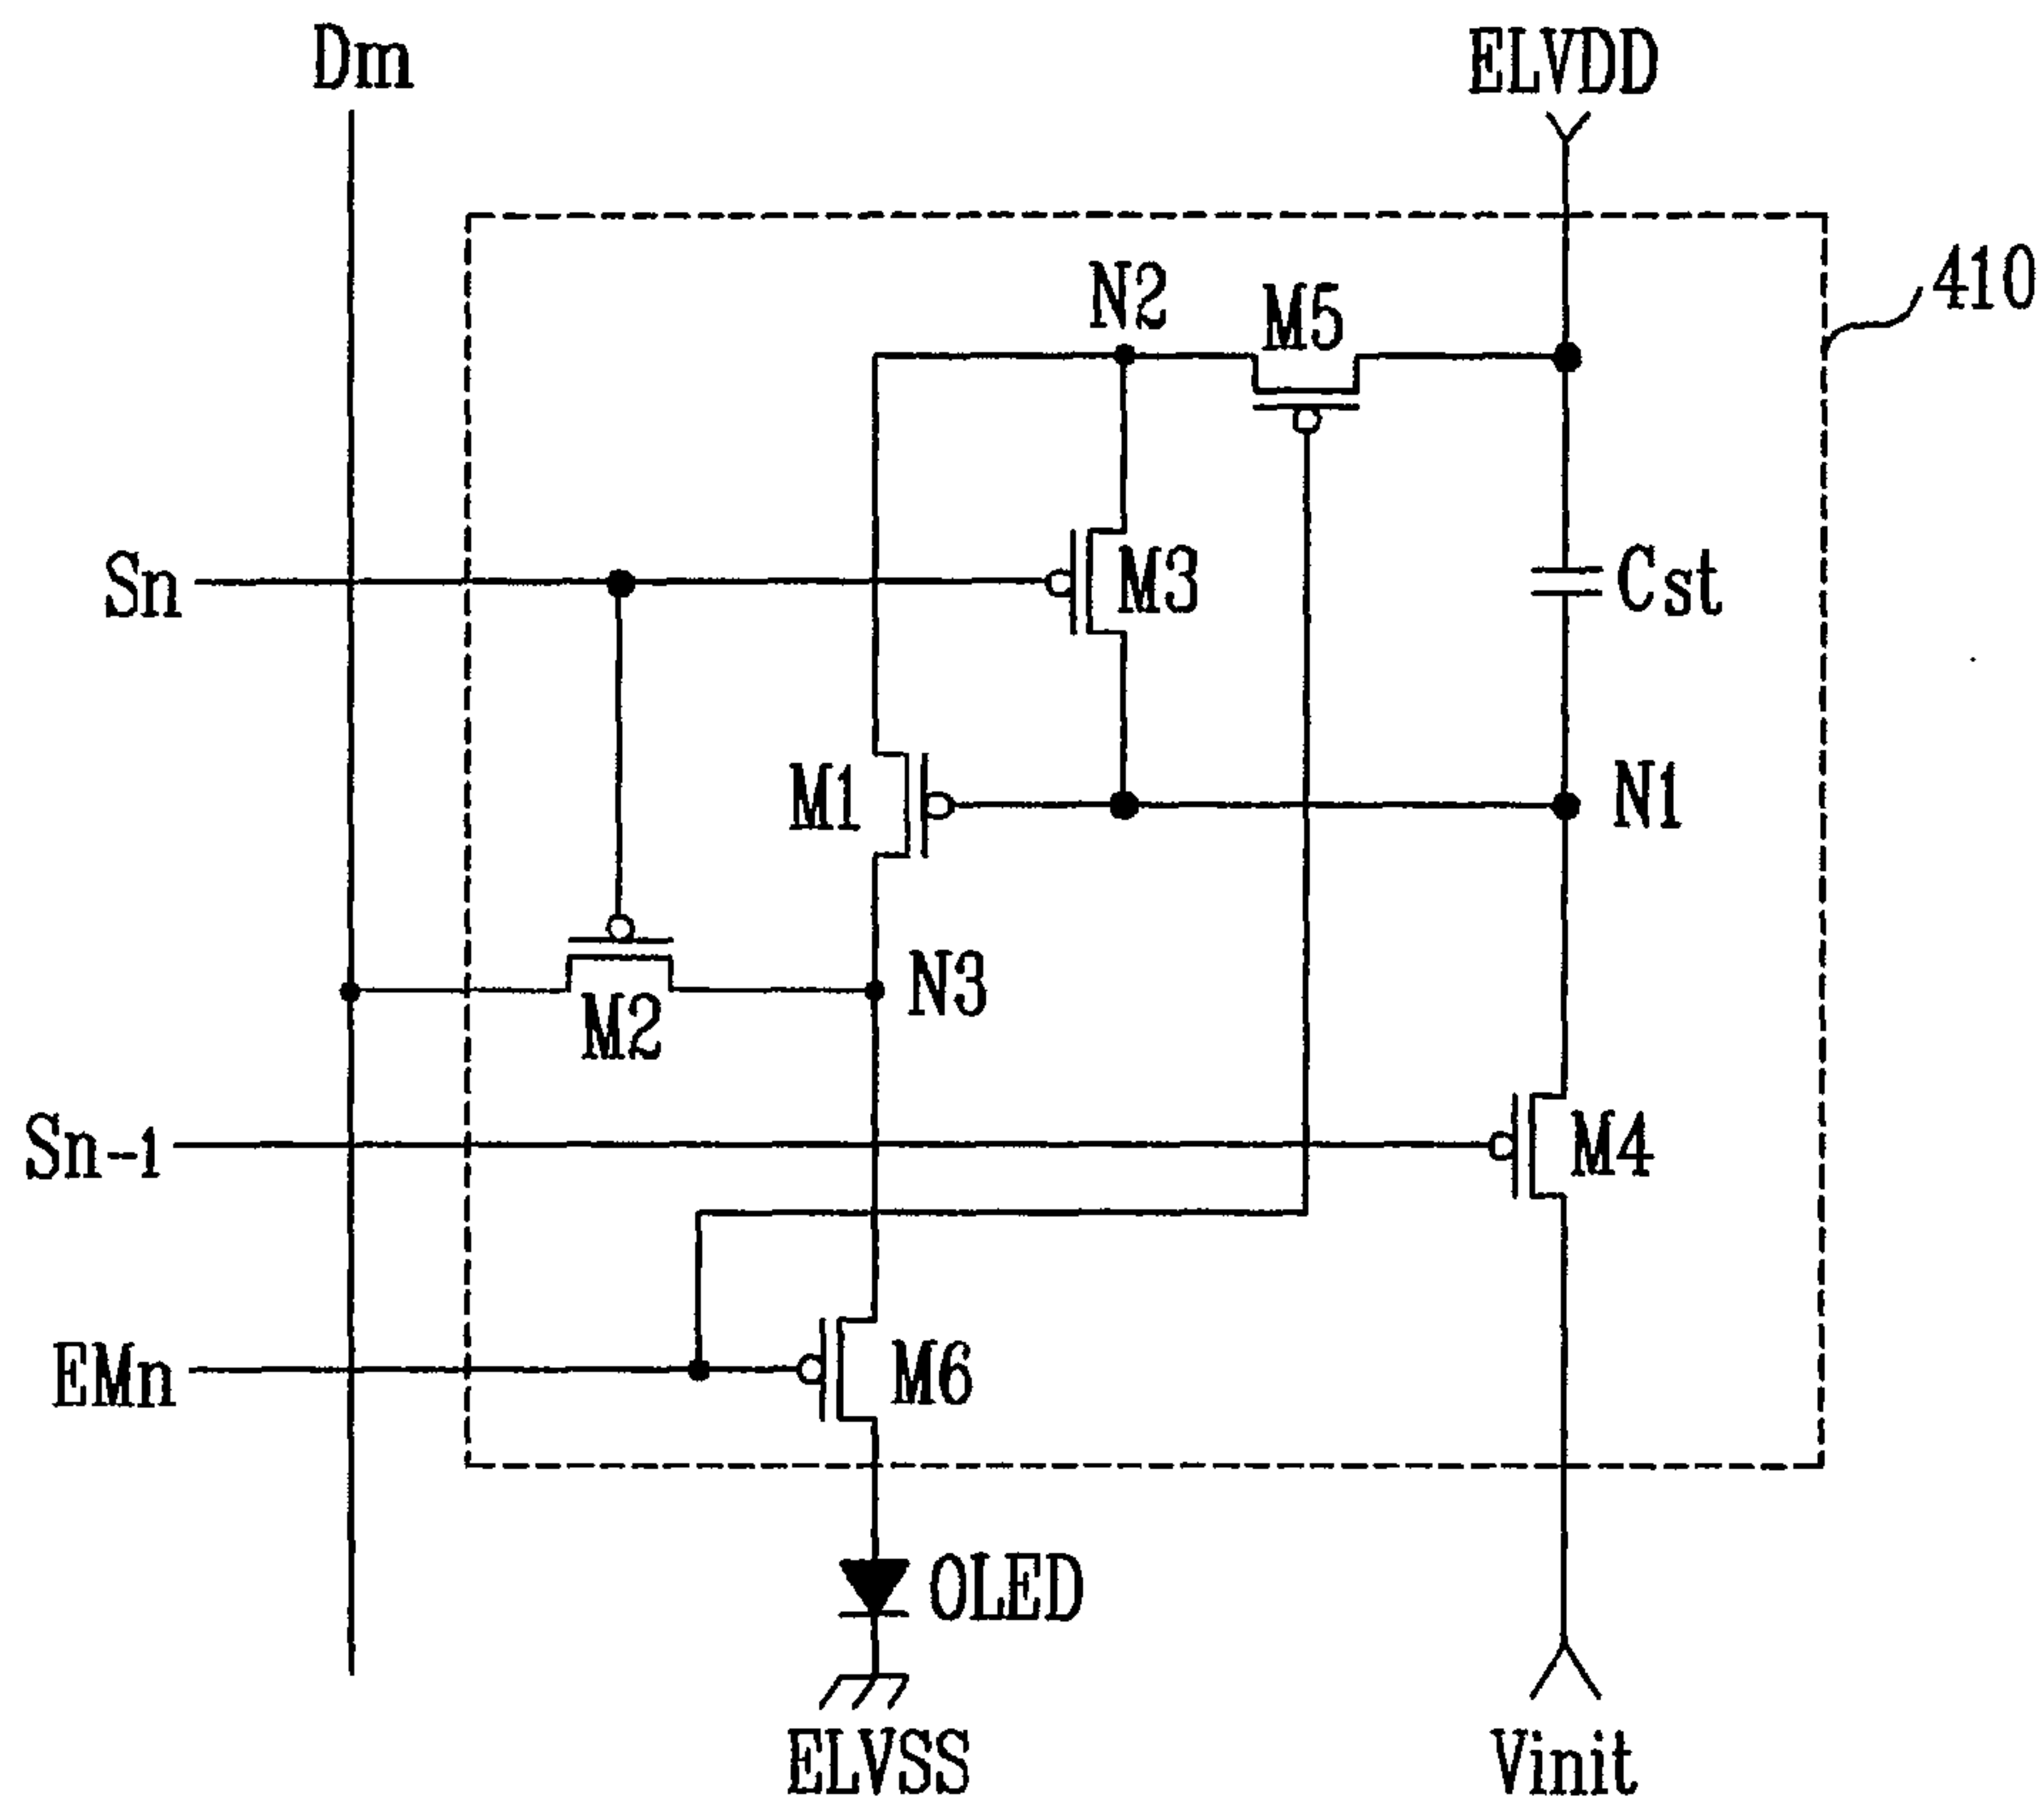 Dm
ELVDD
410
N2
M5
Sn
M3
Cst
M1
N1
N3
M2
Sn-1
M4
EMn
M6
OLED
ELVSS
Vinit